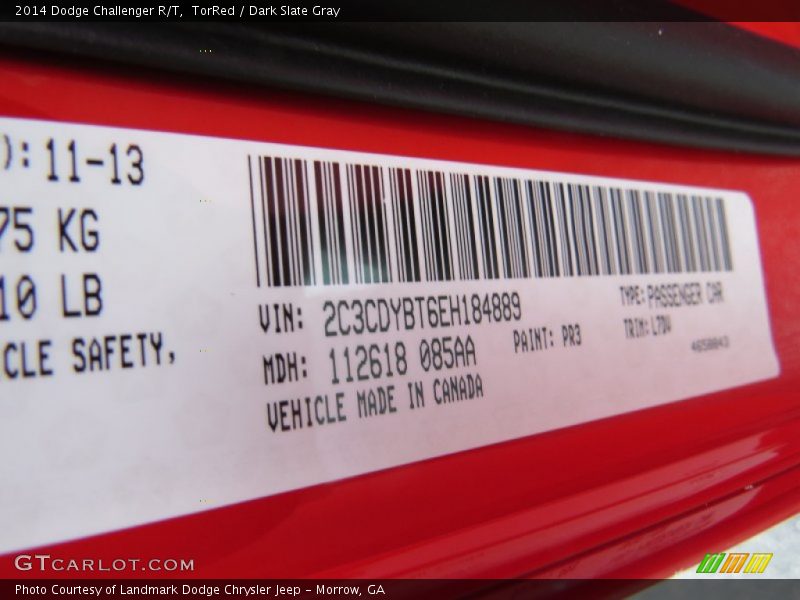 2014 Dodge Challenger R/T, TorRed / Dark Slate Gray
): 11-13
75 KG
10 LB
CLE SAFETY,
VIN: 2C3CDYBT6EH184889
TYPE: PASSENGER CAR
MDH: 112618 085AA
PAINT: PR3
TRIM: L7DV
VEHICLE MADE IN CANADA
GTCARLOT.COM
Photo Courtesy of Landmark Dodge Chrysler Jeep - Morrow, GA